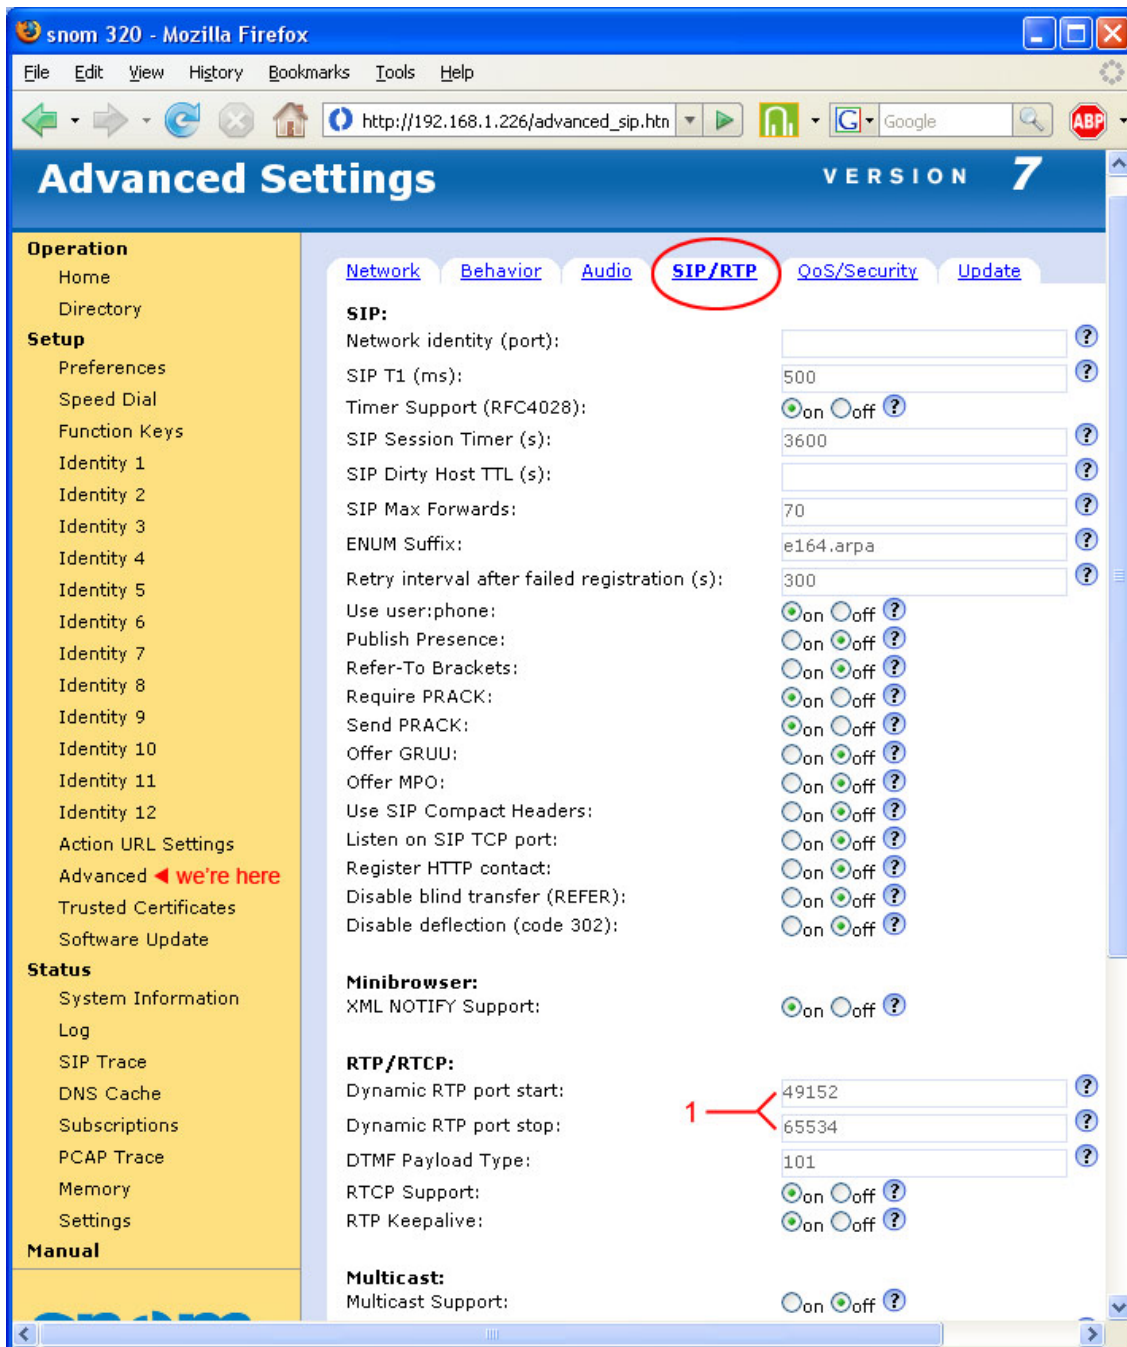 snom 320 - Mozilla Firefox
File Edit View History Bookmarks Tools Help
http://192.168.1.226/advanced_sip.htn G Google ABP
Advanced Settings VERSION 7
Operation
Home
Directory
Setup
Preferences
Speed Dial
Function Keys
Identity 1
Identity 2
Identity 3
Identity 4
Identity 5
Identity 6
Identity 7
Identity 8
Identity 9
Identity 10
Identity 11
Identity 12
Action URL Settings
Advanced we're here
Trusted Certificates
Software Update
Status
System Information
Log
SIP Trace
DNS Cache
Subscriptions
PCAP Trace
Memory
Settings
Manual
snom
Network Behavior Audio SIP/RTP QoS/Security Update
SIP:
Network identity (port): ?
SIP T1 (ms): 500 ?
Timer Support (RFC4028): on off ?
SIP Session Timer (s): 3600 ?
SIP Dirty Host TTL (s): ?
SIP Max Forwards: 70 ?
ENUM Suffix: e164.arpa ?
Retry interval after failed registration (s): 300 ?
Use user:phone: on off ?
Publish Presence: on off ?
Refer-To Brackets: on off ?
Require PRACK: on off ?
Send PRACK: on off ?
Offer GRUU: on off ?
Offer MPO: on off ?
Use SIP Compact Headers: on off ?
Listen on SIP TCP port: on off ?
Register HTTP contact: on off ?
Disable blind transfer (REFER): on off ?
Disable deflection (code 302): on off ?
Minibrowser:
XML NOTIFY Support: on off ?
RTP/RTCP:
Dynamic RTP port start: 49152 ?
1
Dynamic RTP port stop: 65534 ?
DTMF Payload Type: 101 ?
RTCP Support: on off ?
RTP Keepalive: on off ?
Multicast:
Multicast Support: on off ?